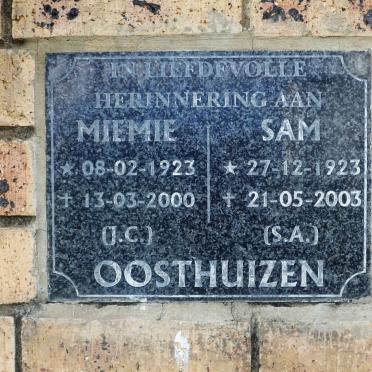 IN LIEFDEVOLLE
HERINNERING AAN
MIEMIE SAM
★ 08-02-1923 ★ 27-12-1923
✝ 13-03-2000 ✝ 21-05-2003
(J.C.) (S.A.)
OOSTHUIZEN